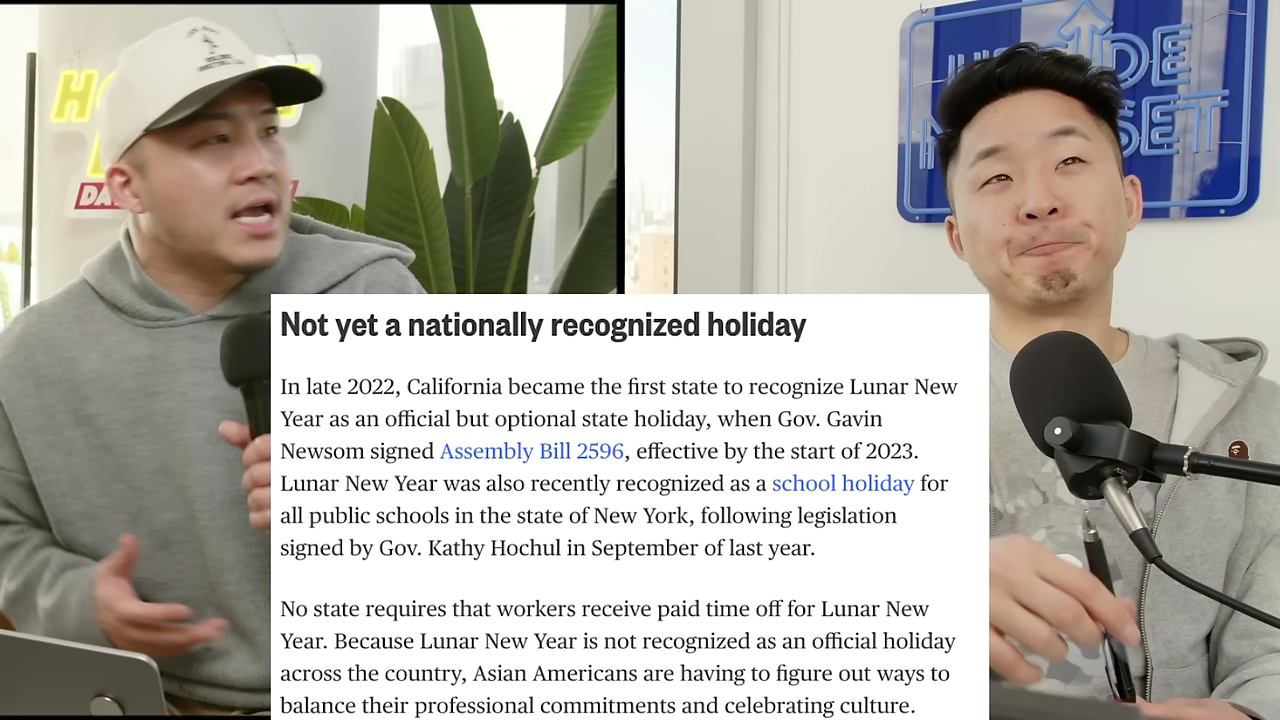 Not yet a nationally recognized holiday
In late 2022, California became the first state to recognize Lunar New
Year as an official but optional state holiday, when Gov. Gavin
Newsom signed Assembly Bill 2596, effective by the start of 2023.
Lunar New Year was also recently recognized as a school holiday for
all public schools in the state of New York, following legislation
signed by Gov. Kathy Hochul in September of last year.
No state requires that workers receive paid time off for Lunar New
Year. Because Lunar New Year is not recognized as an official holiday
across the country, Asian Americans are having to figure out ways to
balance their professional commitments and celebrating culture.